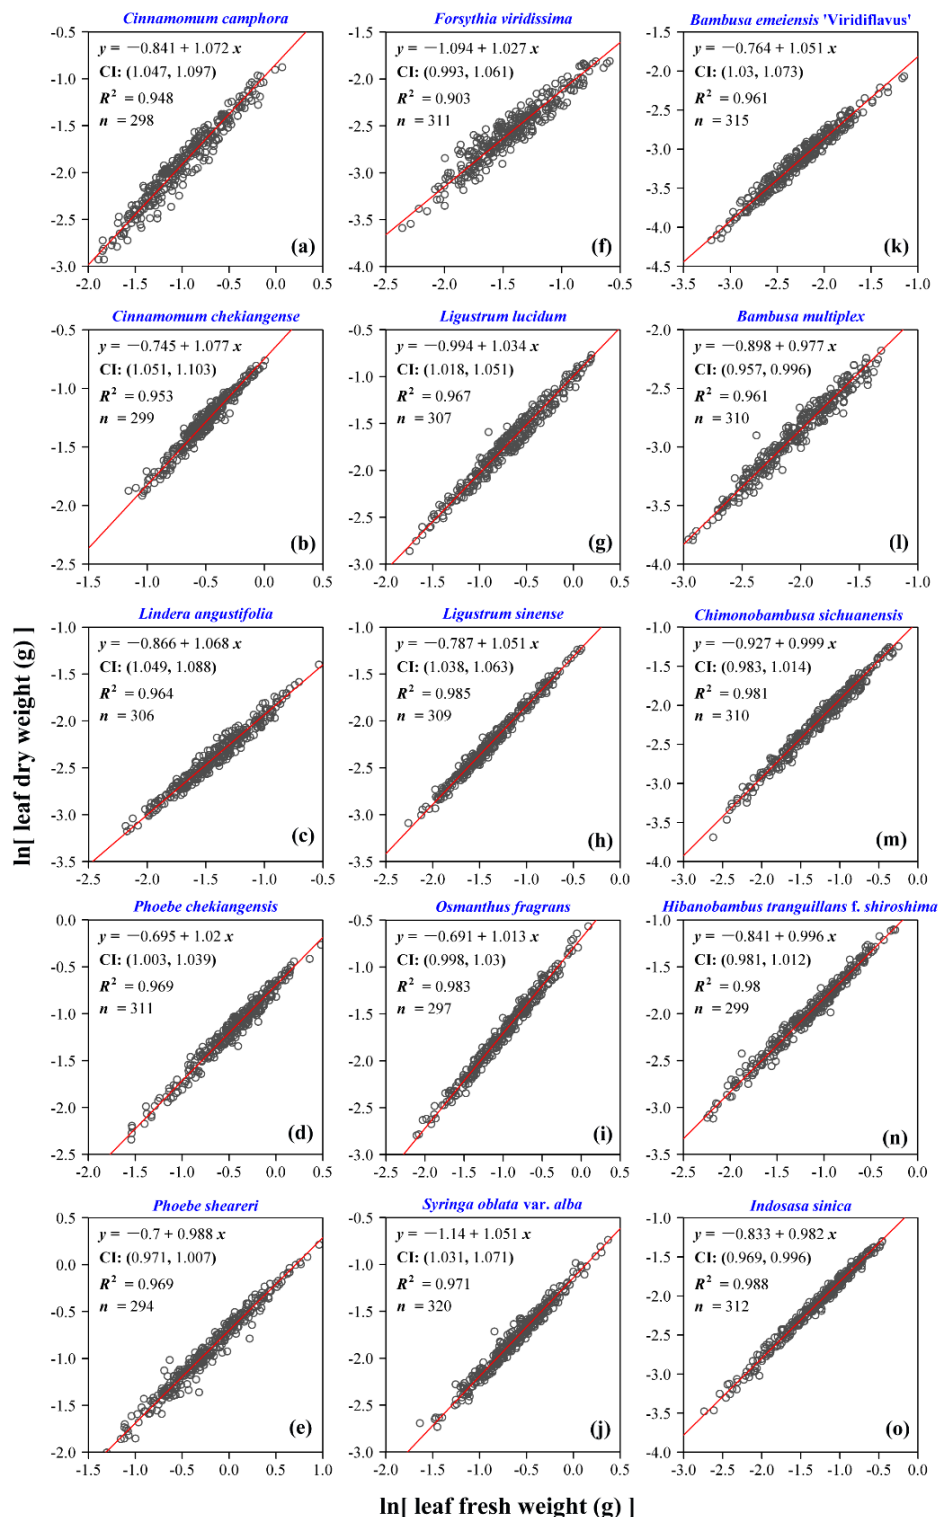 Cinnamomum camphora
y = −0.841 + 1.072 x
CI: (1.047, 1.097)
R² = 0.948
n = 298
-0.5
-1.0
-1.5
-2.0
-2.5
-3.0
(a)
-2.0 -1.5 -1.0 -0.5 0.0 0.5
Forsythia viridissima
y = −1.094 + 1.027 x
CI: (0.993, 1.061)
R² = 0.903
n = 311
-1.5
-2.0
-2.5
-3.0
-3.5
-4.0
(f)
-2.5 -2.0 -1.5 -1.0 -0.5
Bambusa emeiensis 'Viridiflavus'
y = −0.764 + 1.051 x
CI: (1.03, 1.073)
R² = 0.961
n = 315
-1.5
-2.0
-2.5
-3.0
-3.5
-4.0
-4.5
(k)
-3.5 -3.0 -2.5 -2.0 -1.5 -1.0
Cinnamomum chekiangense
y = −0.745 + 1.077 x
CI: (1.051, 1.103)
R² = 0.953
n = 299
-0.5
-1.0
-1.5
-2.0
-2.5
(b)
-1.5 -1.0 -0.5 0.0 0.5
Ligustrum lucidum
y = −0.994 + 1.034 x
CI: (1.018, 1.051)
R² = 0.967
n = 307
-0.5
-1.0
-1.5
-2.0
-2.5
-3.0
(g)
-2.0 -1.5 -1.0 -0.5 0.0 0.5
Bambusa multiplex
y = −0.898 + 0.977 x
CI: (0.957, 0.996)
R² = 0.961
n = 310
-2.0
-2.5
-3.0
-3.5
-4.0
(l)
-3.0 -2.5 -2.0 -1.5 -1.0
ln[ leaf dry weight (g) ]
Lindera angustifolia
y = −0.866 + 1.068 x
CI: (1.049, 1.088)
R² = 0.964
n = 306
-1.0
-1.5
-2.0
-2.5
-3.0
-3.5
(c)
-2.5 -2.0 -1.5 -1.0 -0.5
Ligustrum sinense
y = −0.787 + 1.051 x
CI: (1.038, 1.063)
R² = 0.985
n = 309
-1.0
-1.5
-2.0
-2.5
-3.0
-3.5
(h)
-2.5 -2.0 -1.5 -1.0 -0.5 0.0
Chimonobambusa sichuanensis
y = −0.927 + 0.999 x
CI: (0.983, 1.014)
R² = 0.981
n = 310
-1.0
-1.5
-2.0
-2.5
-3.0
-3.5
-4.0
(m)
-3.0 -2.5 -2.0 -1.5 -1.0 -0.5 0.0
Phoebe chekiangensis
y = −0.695 + 1.02 x
CI: (1.003, 1.039)
R² = 0.969
n = 311
0.0
-0.5
-1.0
-1.5
-2.0
-2.5
(d)
-2.0 -1.5 -1.0 -0.5 0.0 0.5
Osmanthus fragrans
y = −0.691 + 1.013 x
CI: (0.998, 1.03)
R² = 0.983
n = 297
-0.5
-1.0
-1.5
-2.0
-2.5
-3.0
(i)
-2.5 -2.0 -1.5 -1.0 -0.5 0.0 0.5
Hibanobambus tranguillans f. shiroshima
y = −0.841 + 0.996 x
CI: (0.981, 1.012)
R² = 0.98
n = 299
-1.0
-1.5
-2.0
-2.5
-3.0
-3.5
(n)
-2.5 -2.0 -1.5 -1.0 -0.5 0.0
Phoebe sheareri
y = −0.7 + 0.988 x
CI: (0.971, 1.007)
R² = 0.969
n = 294
0.5
0.0
-0.5
-1.0
-1.5
-2.0
(e)
-1.5 -1.0 -0.5 0.0 0.5 1.0
Syringa oblata var. alba
y = −1.14 + 1.051 x
CI: (1.031, 1.071)
R² = 0.971
n = 320
-0.5
-1.0
-1.5
-2.0
-2.5
-3.0
(j)
-2.0 -1.5 -1.0 -0.5 0.0 0.5
Indosasa sinica
y = −0.833 + 0.982 x
CI: (0.969, 0.996)
R² = 0.988
n = 312
-1.0
-1.5
-2.0
-2.5
-3.0
-3.5
-4.0
(o)
-3.0 -2.5 -2.0 -1.5 -1.0 -0.5 0.0
ln[ leaf fresh weight (g) ]